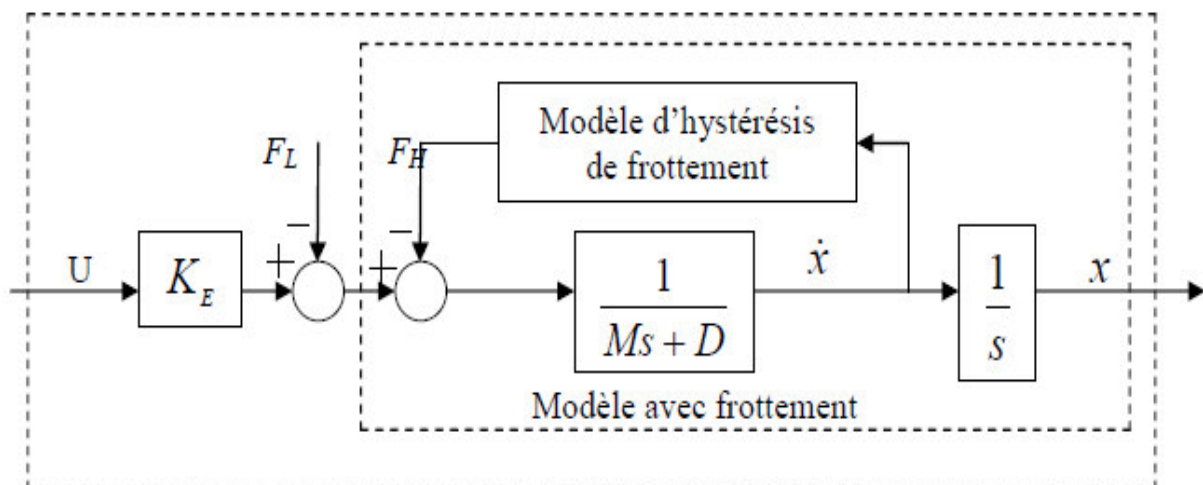 Modèle d'hystérésis
de frottement
F_L
F_H
−
−
U
K_E
+
+
1
Ms + D
ẋ
1
s
x
Modèle avec frottement